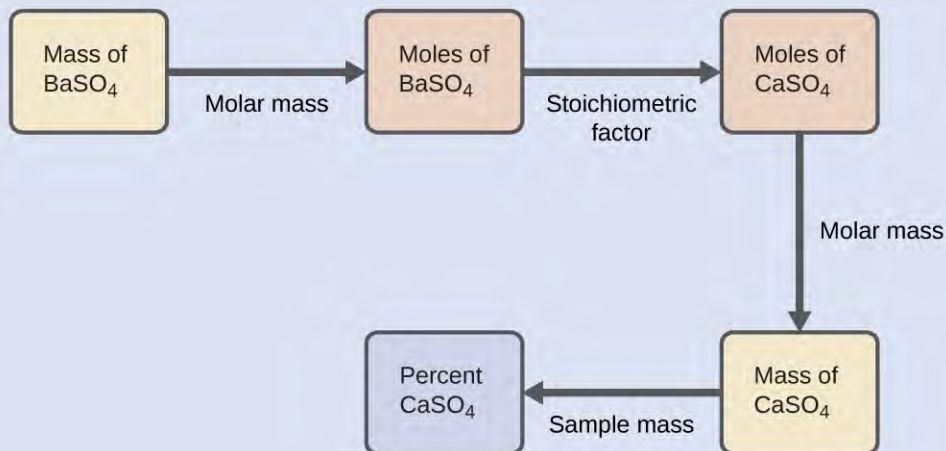 Mass of
BaSO₄
Molar mass
Moles of
BaSO₄
Stoichiometric
factor
Moles of
CaSO₄
Molar mass
Mass of
CaSO₄
Sample mass
Percent
CaSO₄